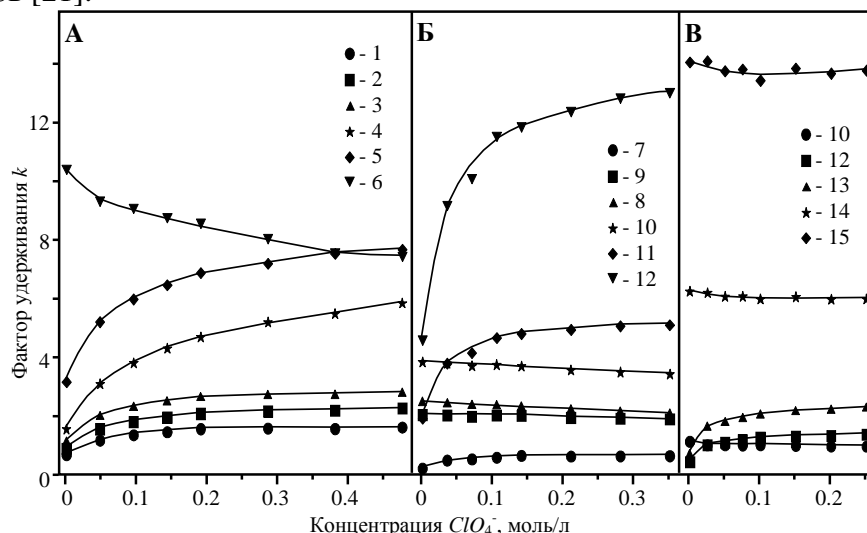 [21].
А
Б
В
● - 1
■ - 2
▲ - 3
★ - 4
◆ - 5
▼ - 6
● - 7
■ - 9
▲ - 8
★ - 10
◆ - 11
▼ - 12
● - 10
■ - 12
▲ - 13
★ - 14
◆ - 15
12
8
4
0
Фактор удерживания k
0 0.1 0.2 0.3 0.4 0 0.1 0.2 0.3 0 0.1 0.2
Концентрация ClO₄⁻, моль/л